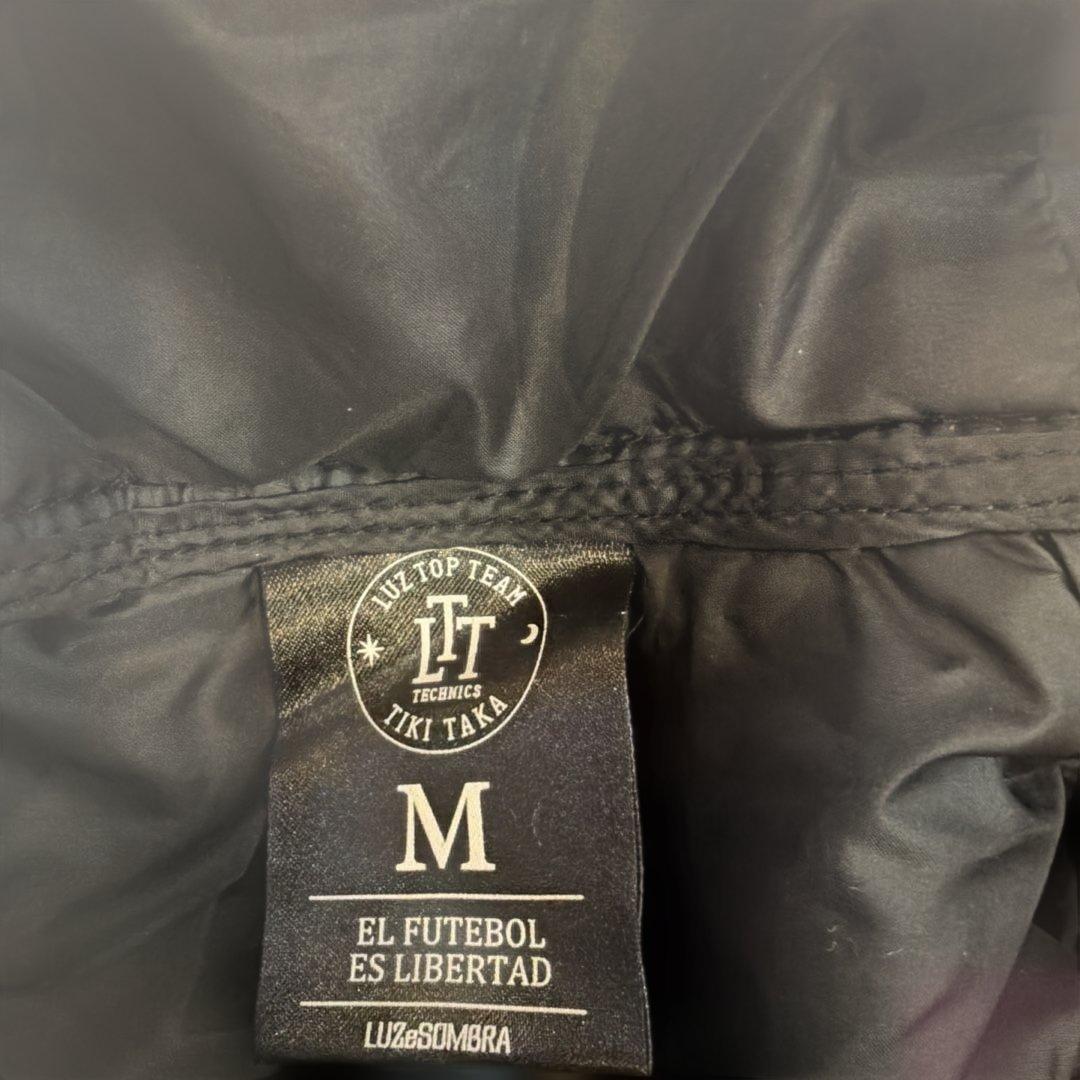 LUZ TOP TEAM
LTT
TECHNICS
TIKI TAKA
M
EL FUTEBOL
ES LIBERTAD
LUZeSOMBRA